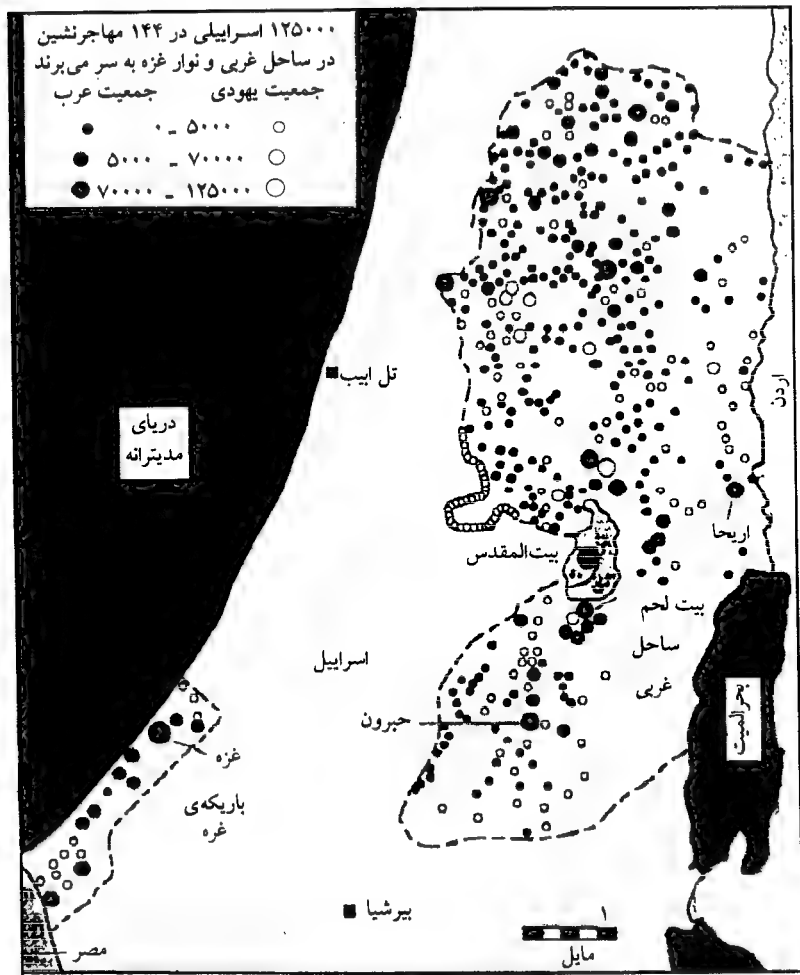 ۱۲۵۰۰۰ اسراییلی در ۱۴۴ مهاجرنشین
در ساحل غربی و نوار غزه به سر می‌برند
جمعیت یهودی جمعیت عرب
۰ ـ ۵۰۰۰
۵۰۰۰ ـ ۷۰۰۰۰
۷۰۰۰۰ ـ ۱۲۵۰۰۰
تل ابیب
اردن
دریای
مدیترانه
اریحا
بیت‌المقدس
بیت لحم
ساحل
غربی
اسراییل
بحرالمیت
حبرون
غزه
باریکه‌ی
غره
بیرشیا
۱
مایل
مصر